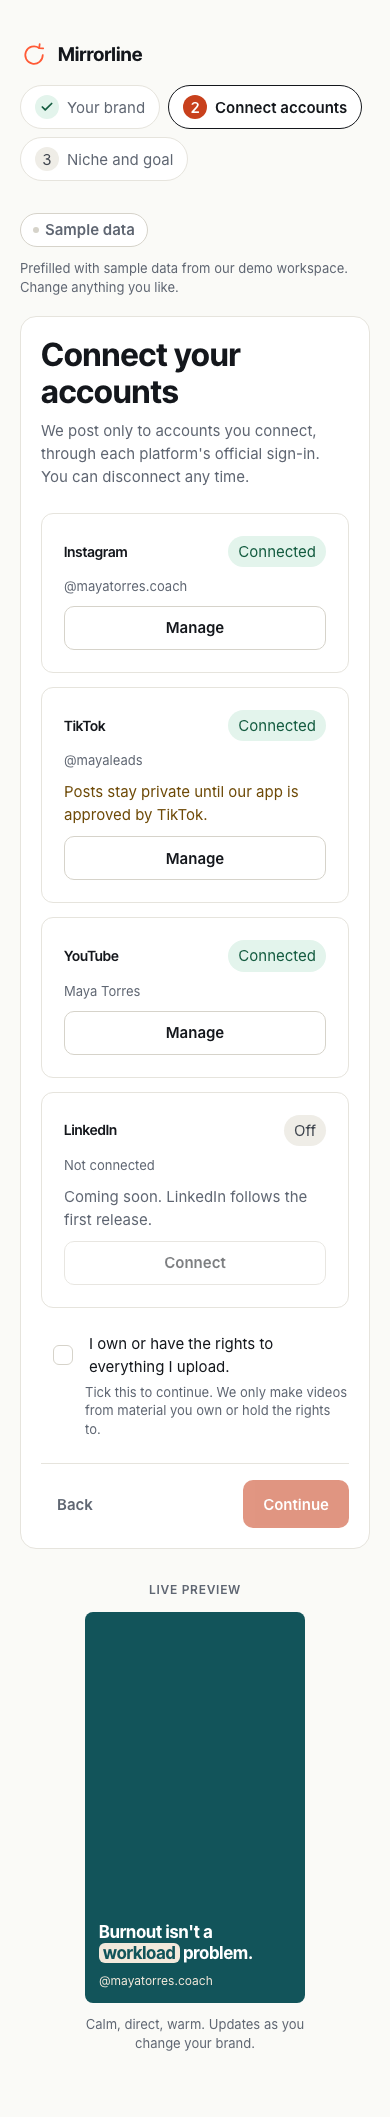 Mirrorline
Your brand
2 Connect accounts
3 Niche and goal
Sample data
Prefilled with sample data from our demo workspace.
Change anything you like.
Connect your
accounts
We post only to accounts you connect,
through each platform's official sign-in.
You can disconnect any time.
Instagram Connected
@mayatorres.coach
Manage
TikTok Connected
@mayaleads
Posts stay private until our app is
approved by TikTok.
Manage
YouTube Connected
Maya Torres
Manage
LinkedIn Off
Not connected
Coming soon. LinkedIn follows the
first release.
Connect
I own or have the rights to
everything I upload.
Tick this to continue. We only make videos
from material you own or hold the rights
to.
Back Continue
LIVE PREVIEW
Burnout isn't a
workload problem.
@mayatorres.coach
Calm, direct, warm. Updates as you
change your brand.